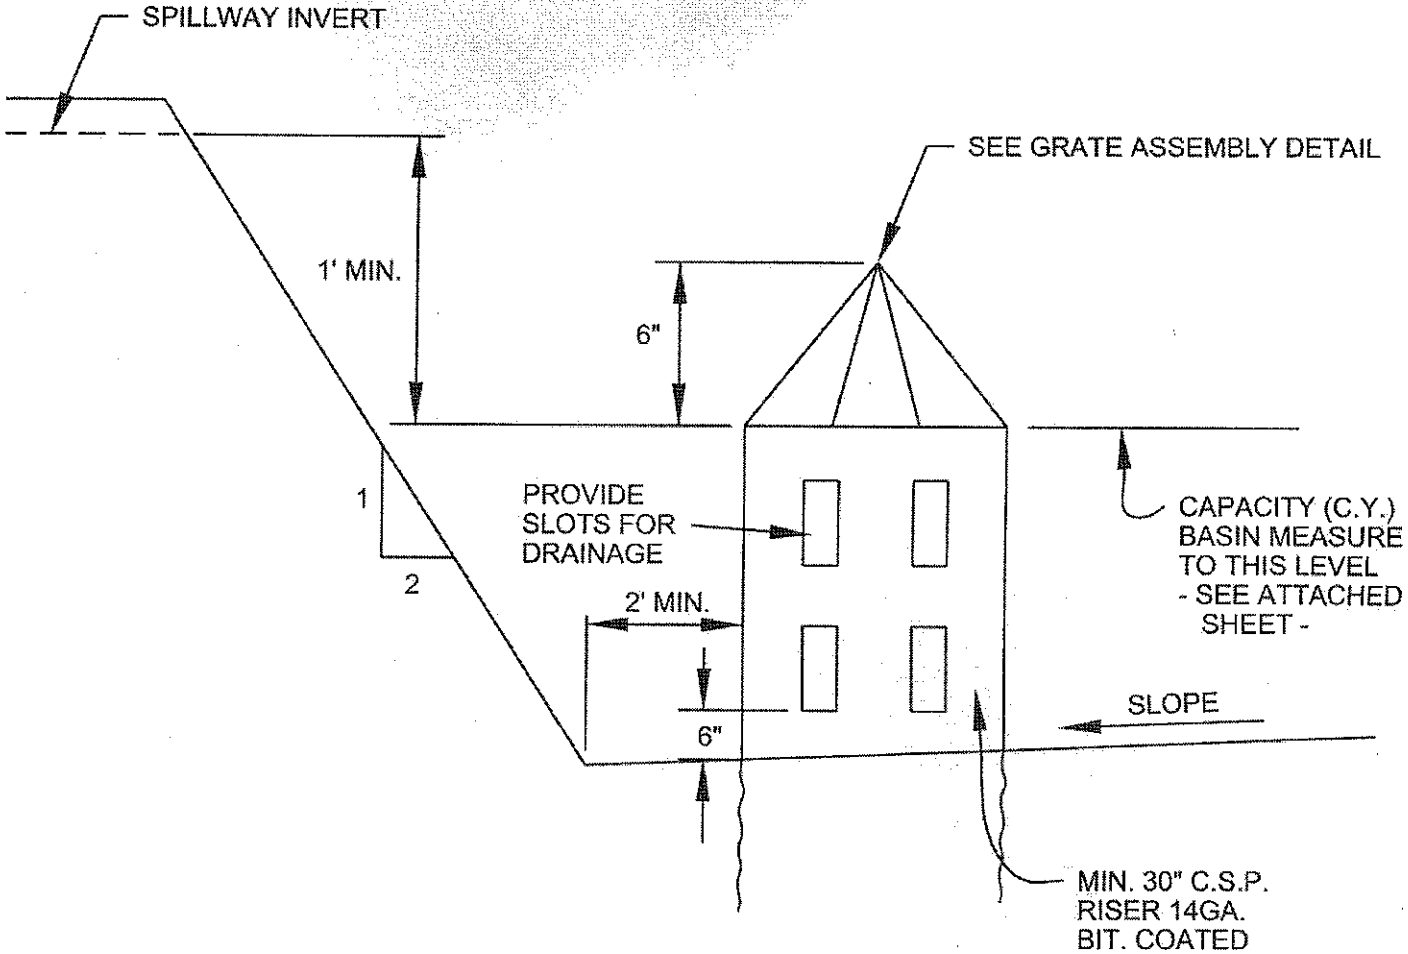 SPILLWAY INVERT
SEE GRATE ASSEMBLY DETAIL
1' MIN.
6"
1
2
PROVIDE
SLOTS FOR
DRAINAGE
CAPACITY (C.Y.)
BASIN MEASURE
TO THIS LEVEL
- SEE ATTACHED
SHEET -
2' MIN.
6"
SLOPE
MIN. 30" C.S.P.
RISER 14GA.
BIT. COATED